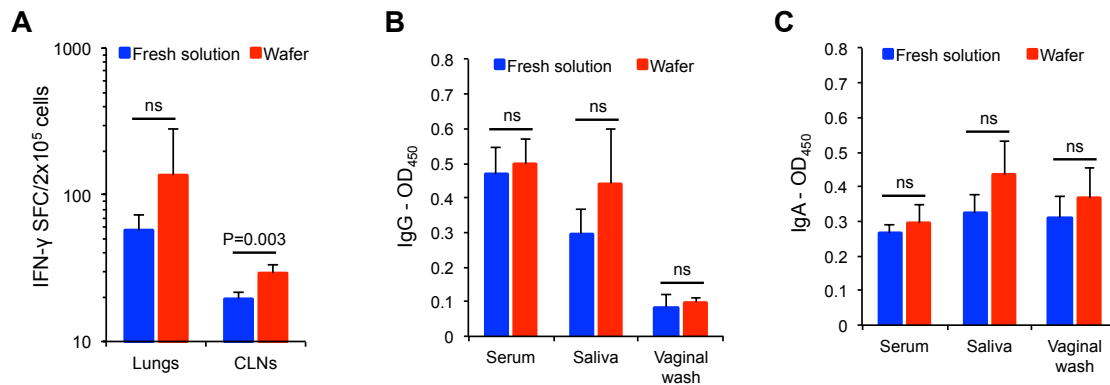 A
Fresh solution
Wafer
IFN-γ SFC/2x10⁵ cells
1000
100
10
ns
P=0.003
Lungs
CLNs
B
Fresh solution
Wafer
IgG - OD₄₅₀
0.8
0.7
0.6
0.5
0.4
0.3
0.2
0.1
0
ns
ns
ns
Serum
Saliva
Vaginal
wash
C
Fresh solution
Wafer
IgA - OD₄₅₀
0.8
0.7
0.6
0.5
0.4
0.3
0.2
0.1
0
ns
ns
ns
Serum
Saliva
Vaginal
wash